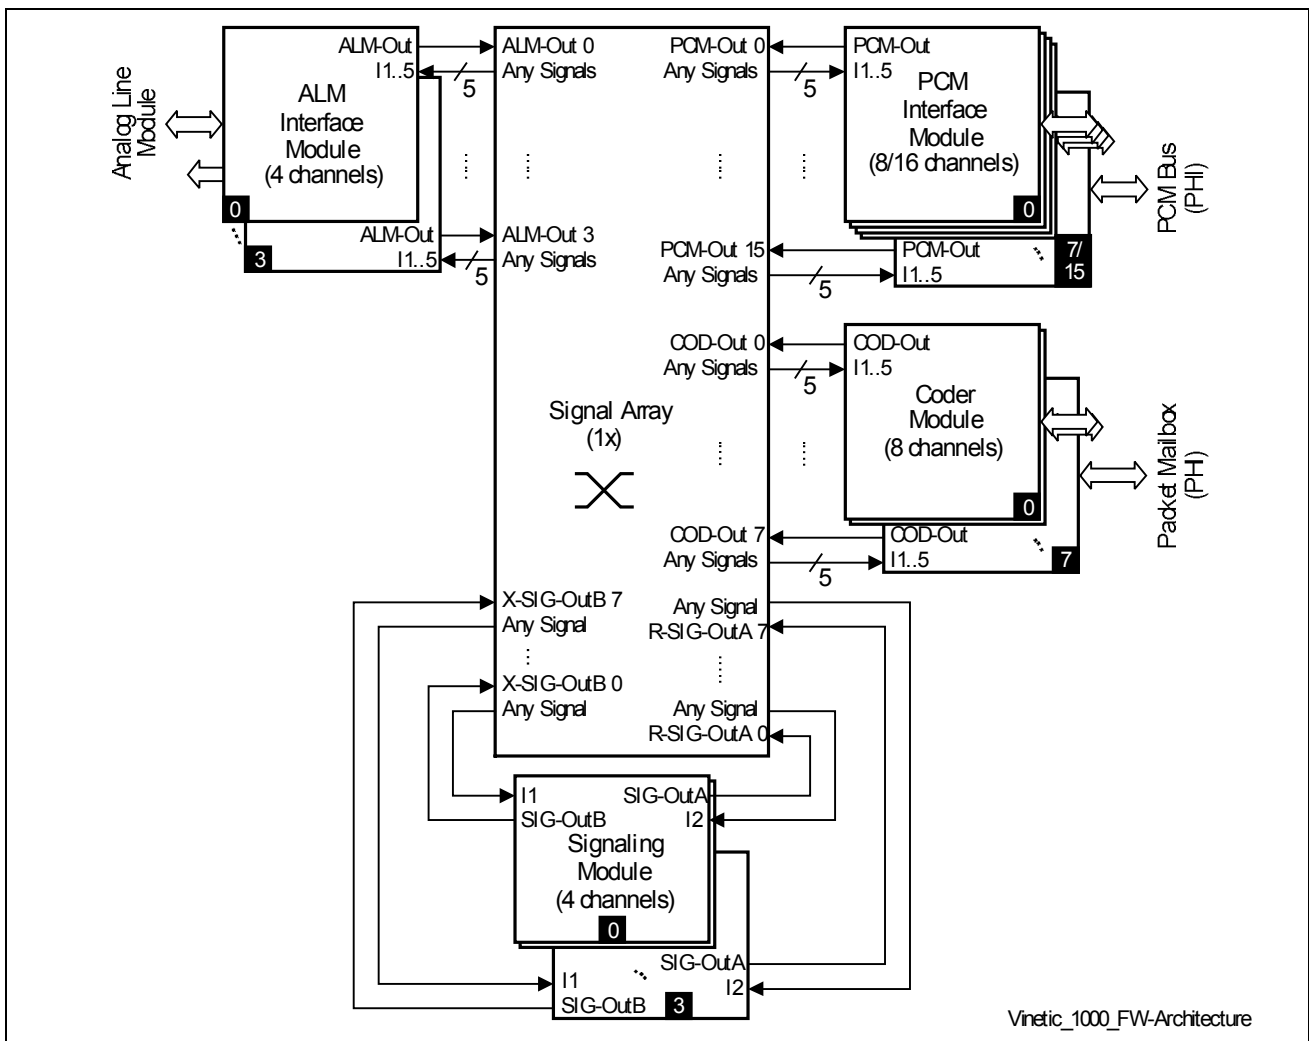 Analog Line
Module
ALM-Out
I1..5
ALM
Interface
Module
(4 channels)
0
ALM-Out
3
I1..5
5
5
ALM-Out 0
Any Signals
ALM-Out 3
Any Signals
PCM-Out 0
Any Signals
PCM-Out 15
Any Signals
5
5
PCM-Out
I1..5
PCM
Interface
Module
(8/16 channels)
0
PCM-Out
I1..5
7/
15
PCM Bus
(PHI)
COD-Out 0
Any Signals
5
COD-Out
I1..5
Coder
Module
(8 channels)
0
Signal Array
(1x)
COD-Out 7
Any Signals
5
COD-Out
I1..5
7
Packet Mailbox
(PHI)
X-SIG-OutB 7
Any Signal
X-SIG-OutB 0
Any Signal
Any Signal
R-SIG-OutA 7
Any Signal
R-SIG-OutA 0
I1
SIG-OutA
SIG-OutB
I2
Signaling
Module
(4 channels)
0
SIG-OutA
I1
I2
SIG-OutB
3
Vinetic_1000_FW-Architecture